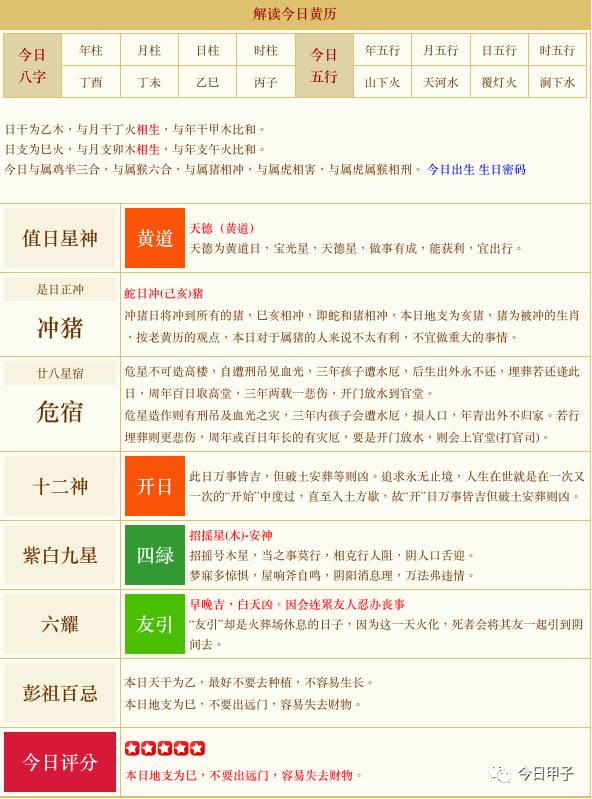 解读今日黄历
今日八字 年柱 月柱 日柱 时柱 今日五行 年五行 月五行 日五行 时五行
丁酉 丁未 乙巳 丙子 山下火 天河水 覆灯火 涧下水
日干为乙木，与月干丁火相生，与年干甲木比和。
日支为巳火，与月支卯木相生，与年支午火比和。
今日与属鸡半三合，与属猴六合，与属猪相冲，与属虎相害，与属虎属猴相刑。 今日出生 生日密码
值日星神
黄道
天德（黄道）
天德为黄道日，宝光星，天德星，做事有成，能获利，宜出行。
是日正冲
冲猪
蛇日冲(己亥)猪
冲猪日将冲到所有的猪，巳亥相冲，即蛇和猪相冲，本日地支为亥猪，猪为被冲的生肖
，按老黄历的观点，本日对于属猪的人来说不太有利，不宜做重大的事情。
廿八星宿
危宿
危星不可造高楼，自遭刑吊见血光，三年孩子遭水厄，后生出外永不还，埋葬若还逢此
日，周年百日取高堂，三年两载一悲伤，开门放水到官堂。
危星造作则有刑吊及血光之灾，三年内孩子会遭水厄，损人口，年青出外不归家。若行
埋葬则更悲伤，周年或百日年长的有灾厄，要是开门放水，则会上官堂(打官司)。
十二神
开日
此日万事皆吉，但破土安葬等则凶。追求永无止境，人生在世就是在一次又
一次的“开始”中度过，直至入土方歇，故“开”日万事皆吉但破土安葬则凶。
紫白九星
四緑
招摇星(木)-安神
招摇号木星，当之事莫行，相克行人阻，阴人口舌迎。
梦寐多惊惧，屋响斧自鸣，阴阳消息理，万法弗违情。
六耀
友引
早晚吉，白天凶。因会连累友人忍办丧事
“友引”却是火葬场休息的日子，因为这一天火化，死者会将其友一起引到阴
间去。
彭祖百忌
本日天干为乙，最好不要去种植，不容易生长。
本日地支为巳，不要出远门，容易失去财物。
今日评分
本日地支为巳，不要出远门，容易失去财物。
今日甲子